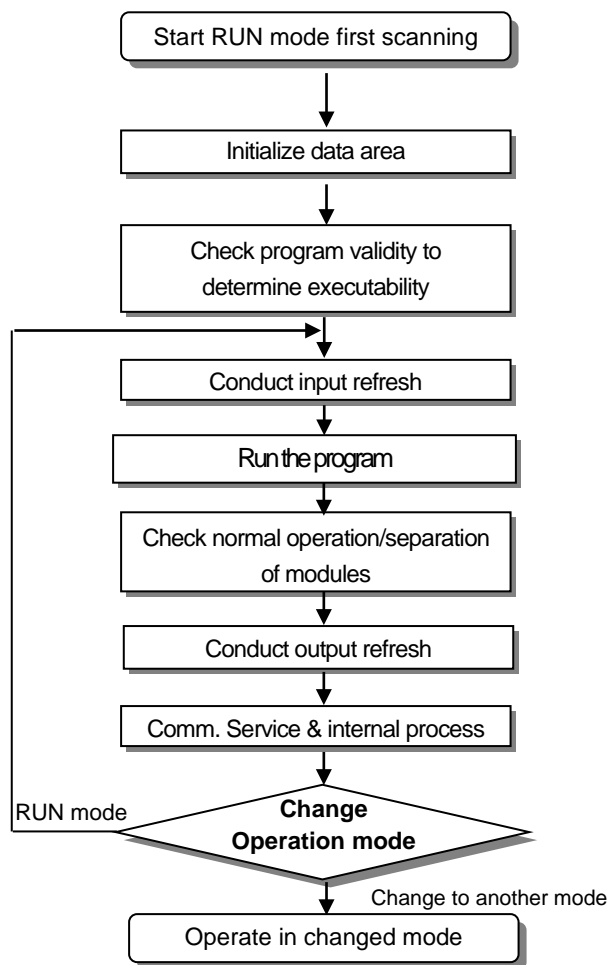 Start RUN mode first scanning
Initialize data area
Check program validity to
determine executability
Conduct input refresh
Run the program
Check normal operation/separation
of modules
Conduct output refresh
Comm. Service & internal process
RUN mode
Change
Operation mode
Change to another mode
Operate in changed mode